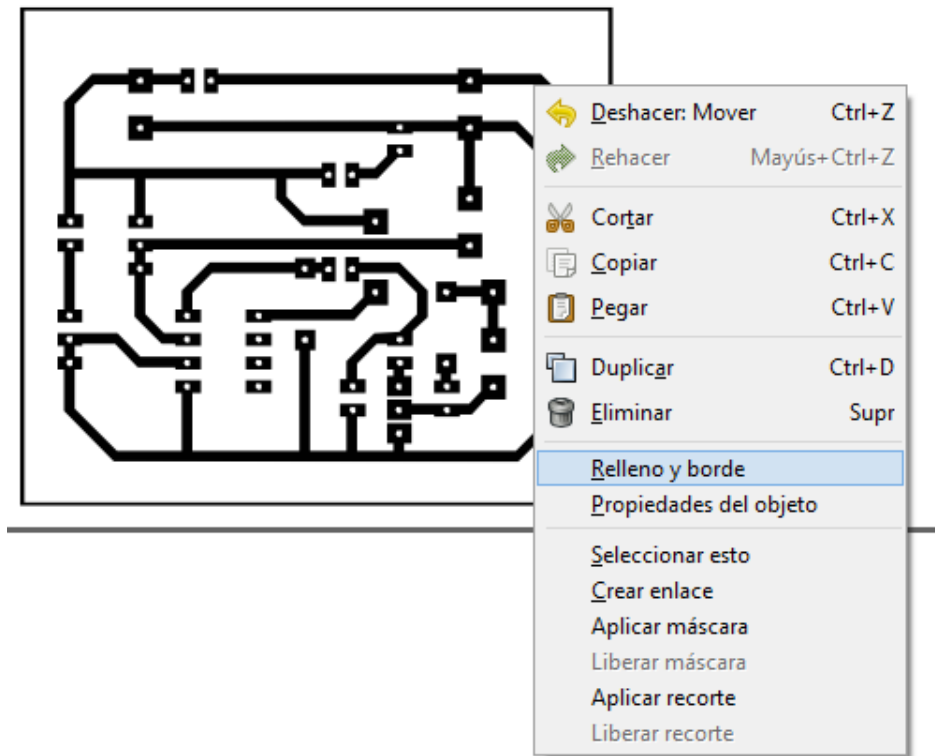 Deshacer: Mover Ctrl+Z
Rehacer Mayús+Ctrl+Z
Cortar Ctrl+X
Copiar Ctrl+C
Pegar Ctrl+V
Duplicar Ctrl+D
Eliminar Supr
Relleno y borde
Propiedades del objeto
Seleccionar esto
Crear enlace
Aplicar máscara
Liberar máscara
Aplicar recorte
Liberar recorte